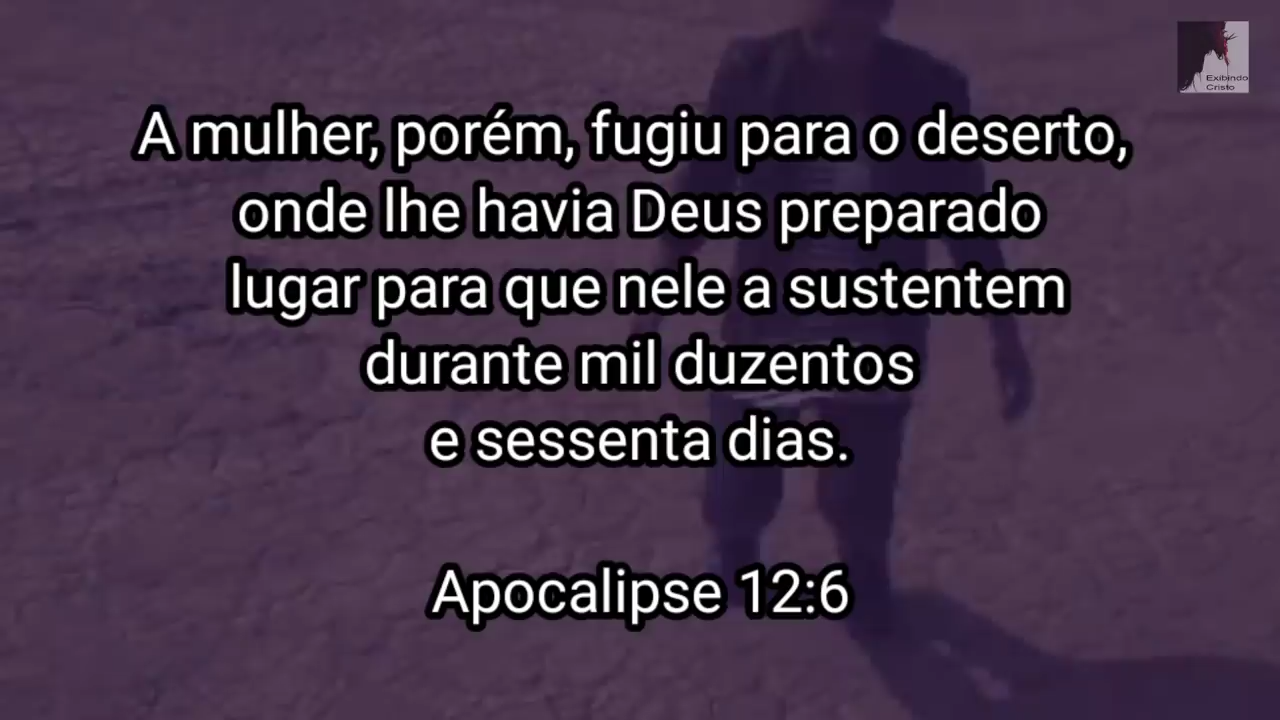 Exibindo
Cristo
A mulher, porém, fugiu para o deserto,
onde lhe havia Deus preparado
lugar para que nele a sustentem
durante mil duzentos
e sessenta dias.
Apocalipse 12:6